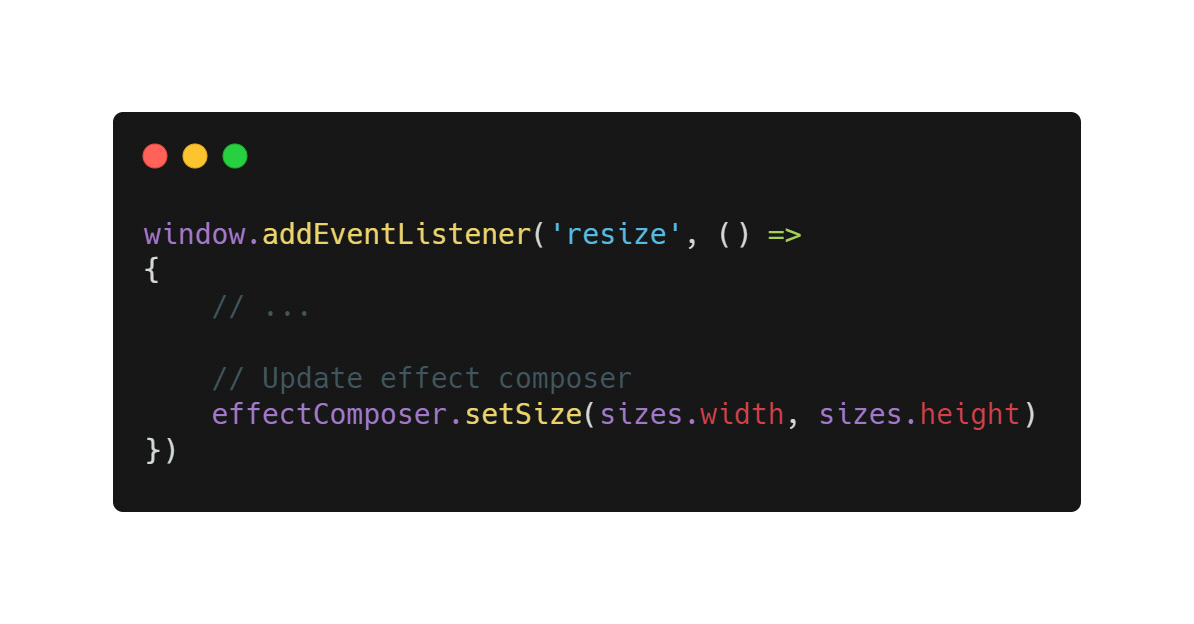 window.addEventListener('resize', () =>
{
    // ...

    // Update effect composer
    effectComposer.setSize(sizes.width, sizes.height)
})